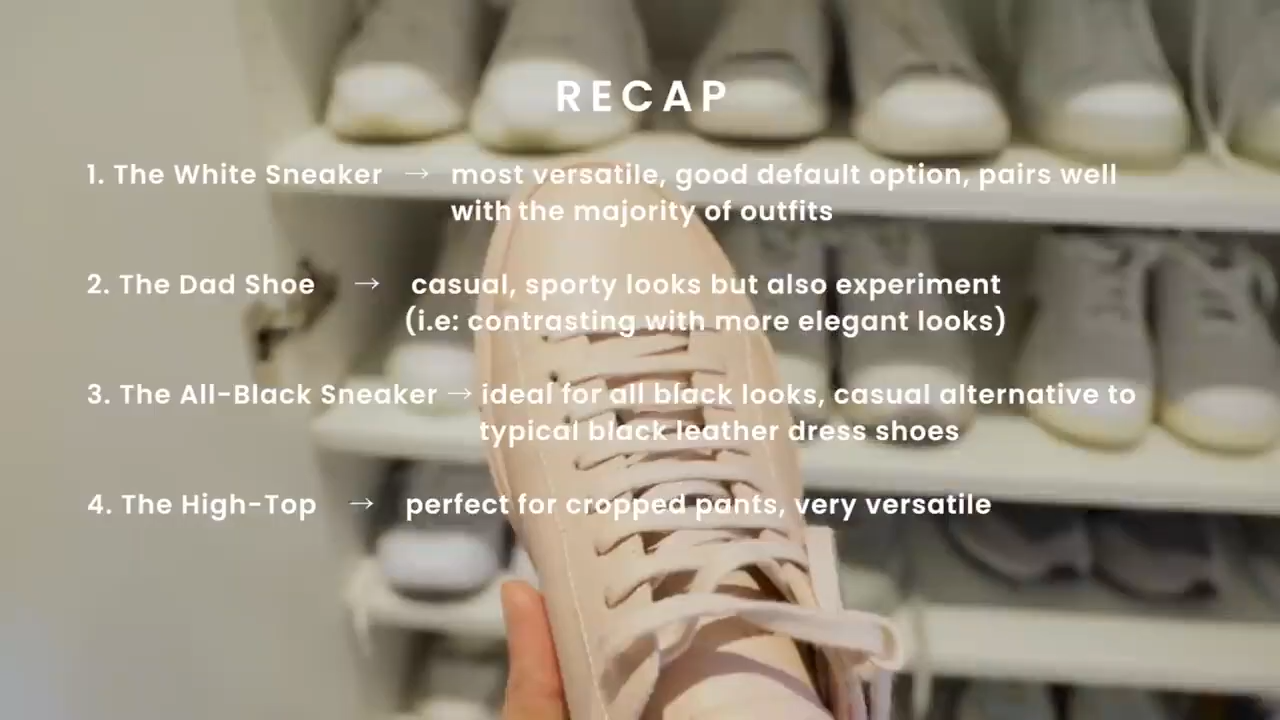 RECAP
1. The White Sneaker → most versatile, good default option, pairs well
with the majority of outfits
2. The Dad Shoe → casual, sporty looks but also experiment
(i.e: contrasting with more elegant looks)
3. The All-Black Sneaker → ideal for all black looks, casual alternative to
typical black leather dress shoes
4. The High-Top → perfect for cropped pants, very versatile